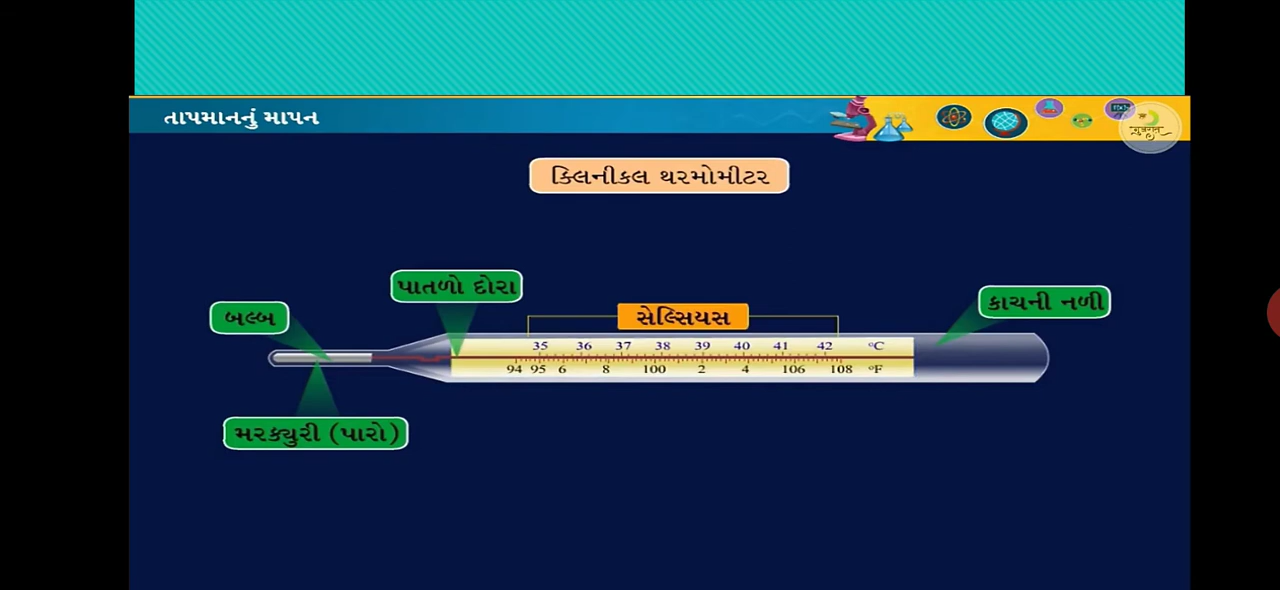 તાપમાનનું માપન
ક્લિનીકલ થરમોમીટર
પાતળો દોરા
બલ્બ
સેલ્સિયસ
કાચની નળી
35 36 37 38 39 40 41 42 °C
94 95 6 8 100 2 4 106 108 °F
મરક્યુરી (પારો)